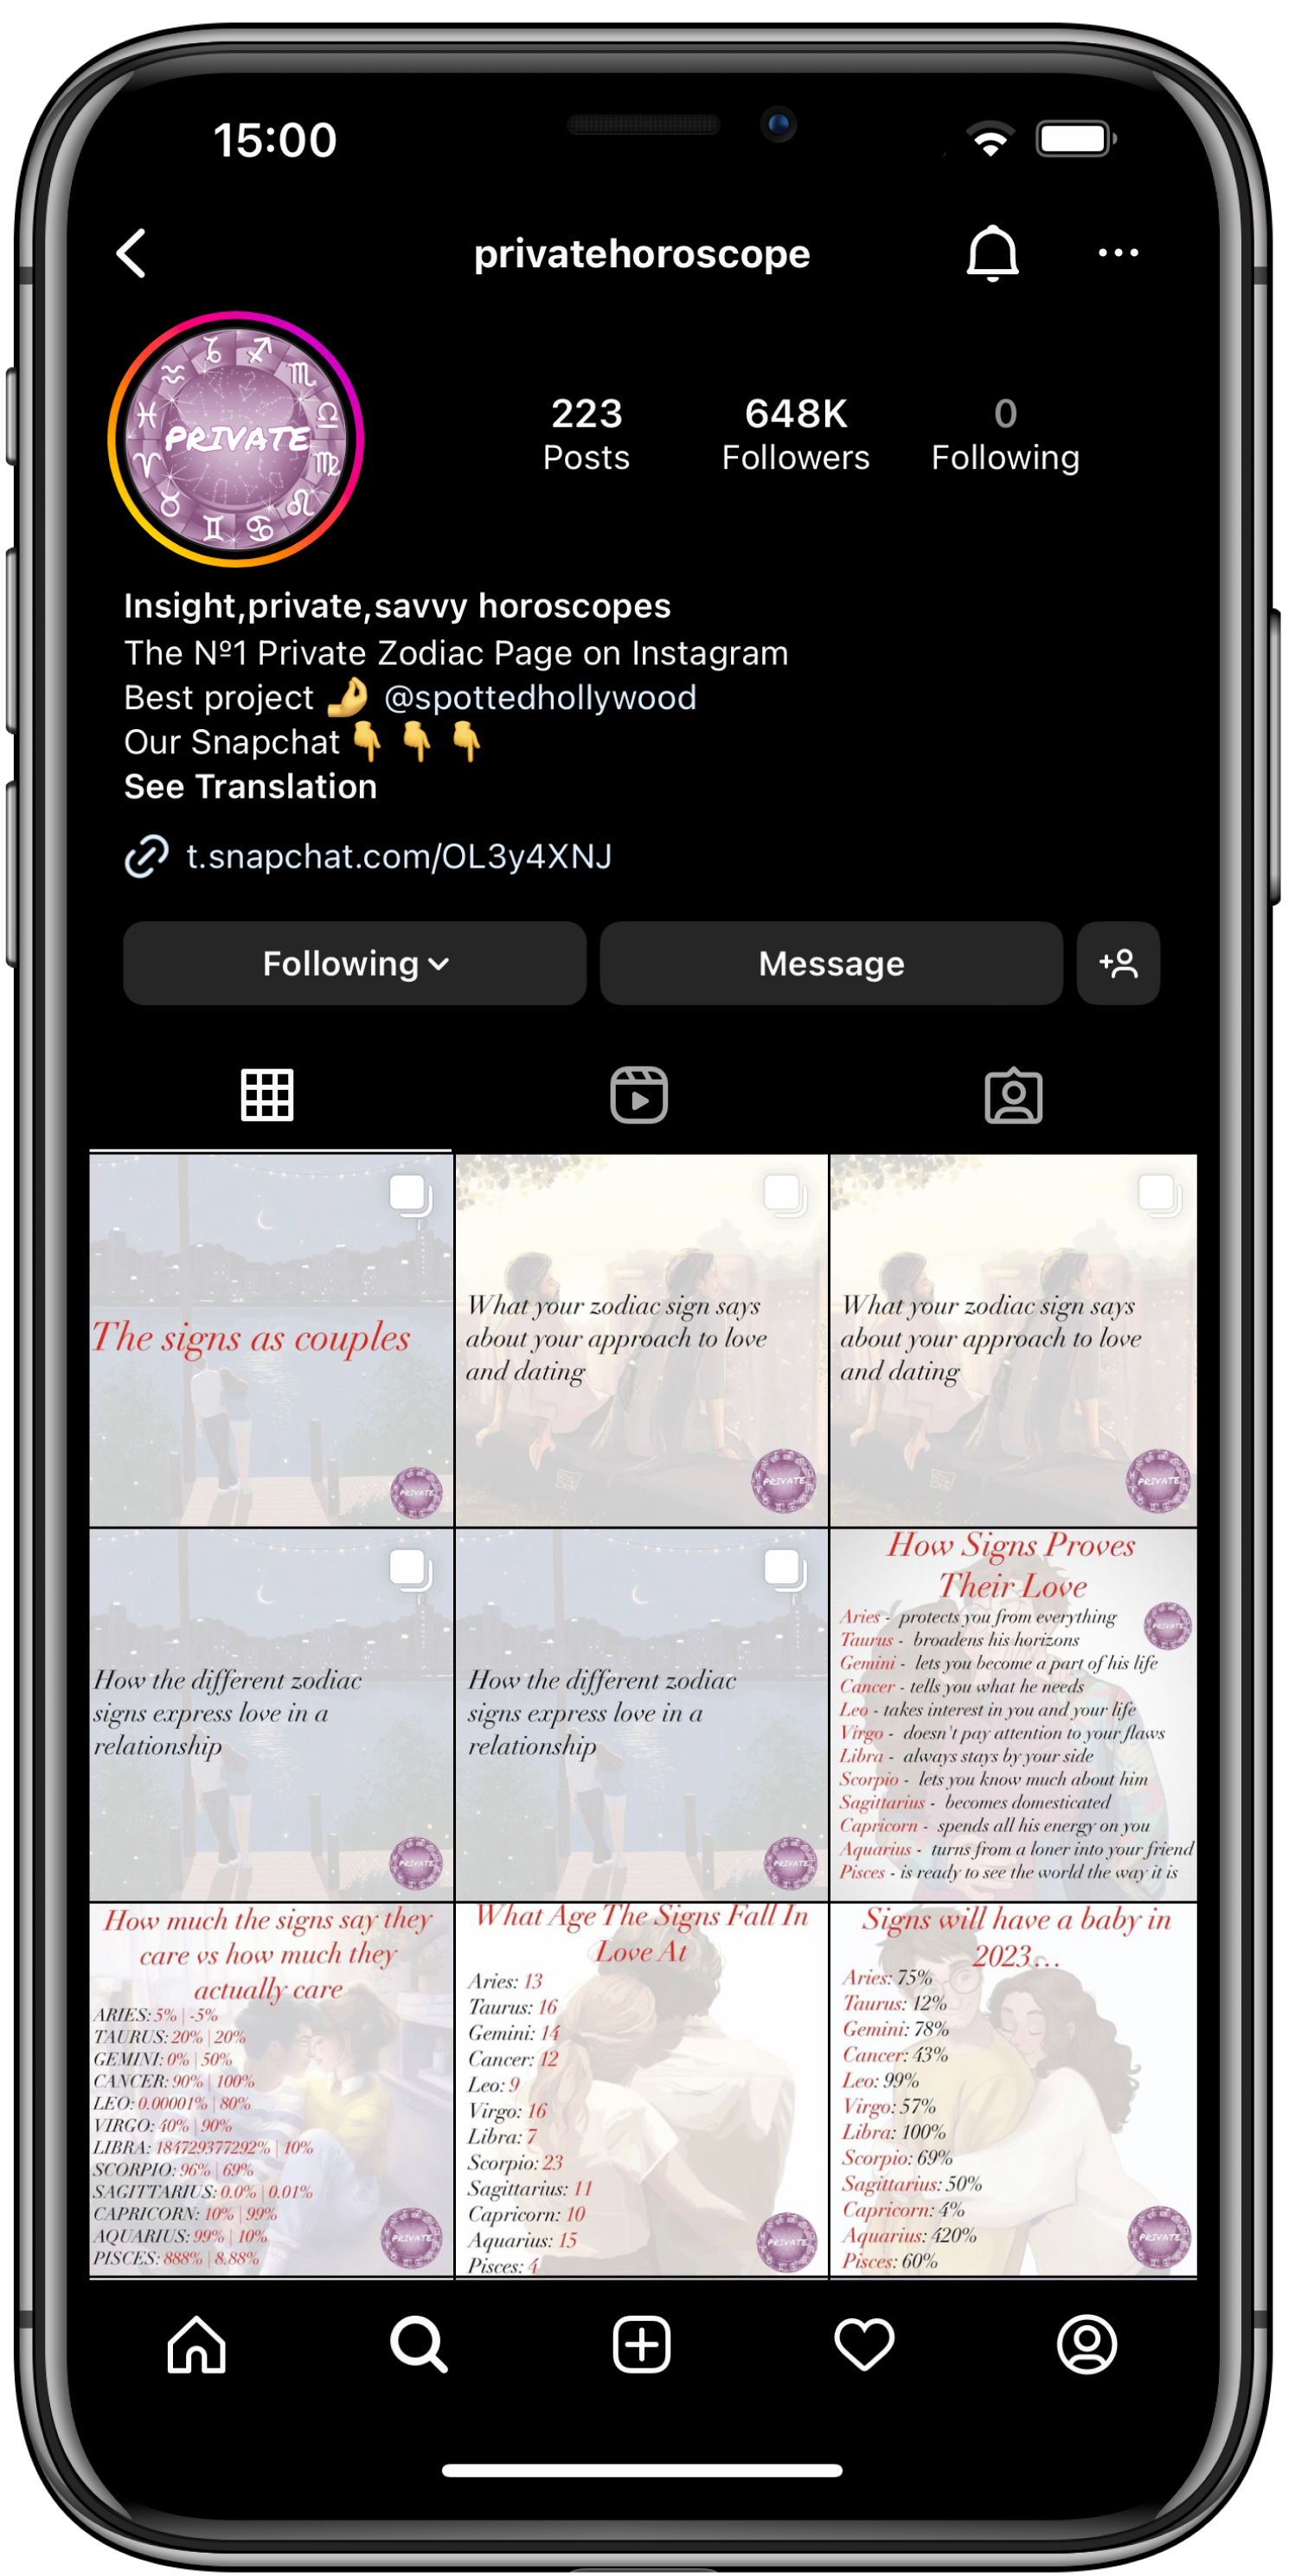 15:00
privatehoroscope
PRIVATE
223
Posts
648K
Followers
0
Following
Insight,private,savvy horoscopes
The Nº1 Private Zodiac Page on Instagram
Best project 🤌 @spottedhollywood
Our Snapchat 👇 👇 👇
See Translation
t.snapchat.com/OL3y4XNJ
Following
Message
The signs as couples
PRIVATE
What your zodiac sign says
about your approach to love
and dating
PRIVATE
What your zodiac sign says
about your approach to love
and dating
PRIVATE
How the different zodiac
signs express love in a
relationship
PRIVATE
How the different zodiac
signs express love in a
relationship
PRIVATE
How Signs Proves
Their Love
Aries - protects you from everything
Taurus - broadens his horizons
Gemini - lets you become a part of his life
Cancer - tells you what he needs
Leo - takes interest in you and your life
Virgo - doesn't pay attention to your flaws
Libra - always stays by your side
Scorpio - lets you know much about him
Sagittarius - becomes domesticated
Capricorn - spends all his energy on you
Aquarius - turns from a loner into your friend
Pisces - is ready to see the world the way it is
PRIVATE
How much the signs say they
care vs how much they
actually care
ARIES: 5% | -5%
TAURUS: 20% | 20%
GEMINI: 0% | 50%
CANCER: 90% | 100%
LEO: 0.00001% | 80%
VIRGO: 40% | 90%
LIBRA: 184729377292% | 10%
SCORPIO: 96% | 69%
SAGITTARIUS: 0.0% | 0.01%
CAPRICORN: 10% | 99%
AQUARIUS: 99% | 10%
PISCES: 888% | 8.88%
PRIVATE
What Age The Signs Fall In
Love At
Aries: 13
Taurus: 16
Gemini: 14
Cancer: 12
Leo: 9
Virgo: 16
Libra: 7
Scorpio: 23
Sagittarius: 11
Capricorn: 10
Aquarius: 15
Pisces: 4
PRIVATE
Signs will have a baby in
2023...
Aries: 75%
Taurus: 12%
Gemini: 78%
Cancer: 43%
Leo: 99%
Virgo: 57%
Libra: 100%
Scorpio: 69%
Sagittarius: 50%
Capricorn: 4%
Aquarius: 420%
Pisces: 60%
PRIVATE